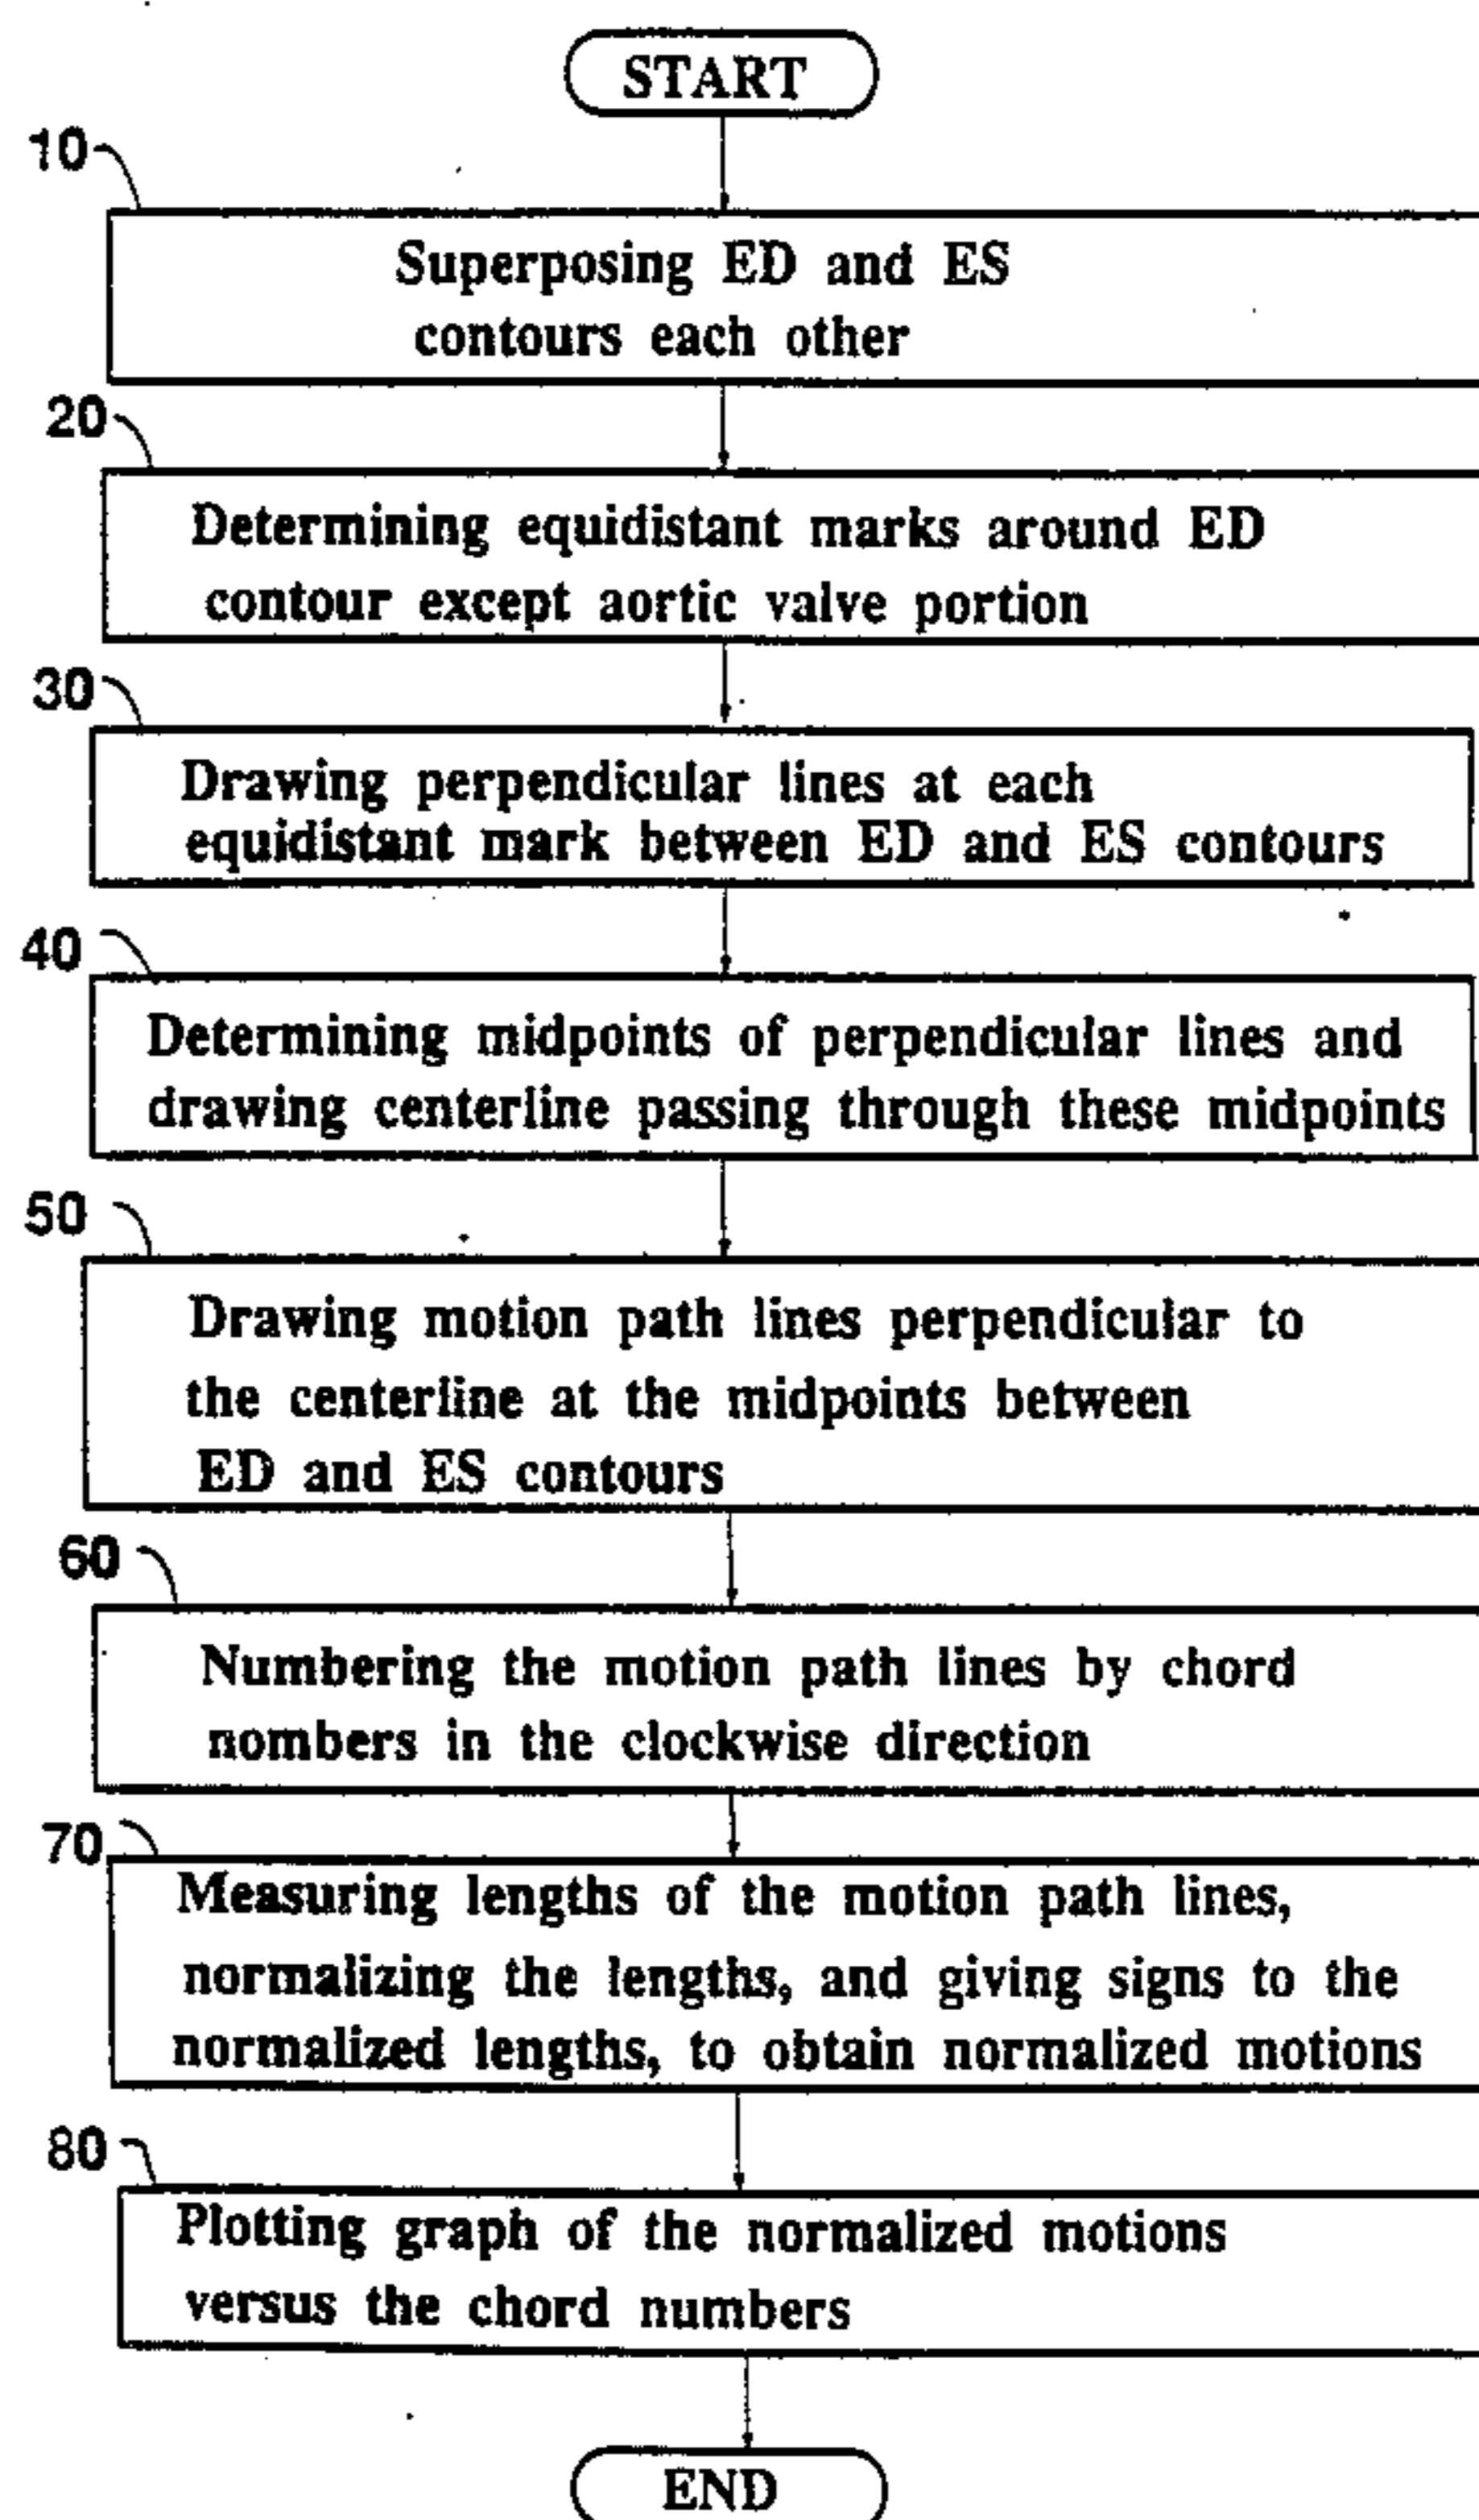 START
10
Superposing ED and ES
contours each other
20
Determining equidistant marks around ED
contour except aortic valve portion
30
Drawing perpendicular lines at each
equidistant mark between ED and ES contours
40
Determining midpoints of perpendicular lines and
drawing centerline passing through these midpoints
50
Drawing motion path lines perpendicular to
the centerline at the midpoints between
ED and ES contours
60
Numbering the motion path lines by chord
nombers in the clockwise direction
70
Measuring lengths of the motion path lines,
normalizing the lengths, and giving signs to the
normalized lengths, to obtain normalized motions
80
Plotting graph of the normalized motions
versus the chord numbers
END